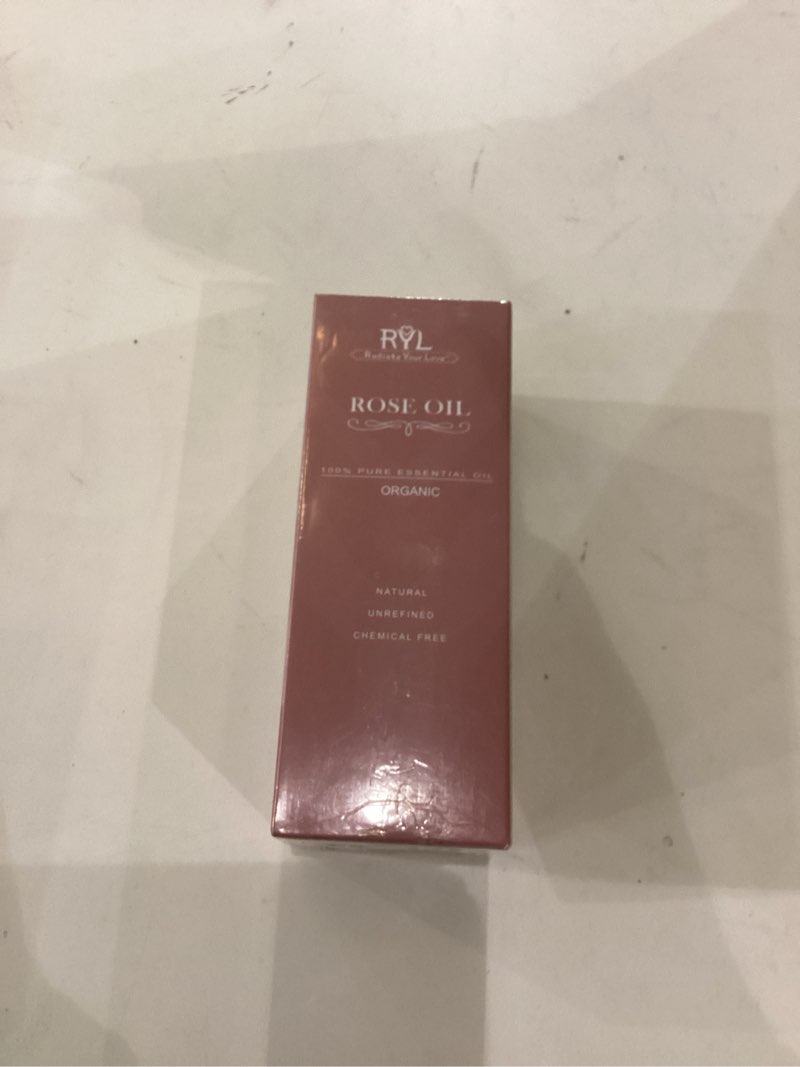 RYL
Radiate Your Love
ROSE OIL
100% PURE ESSENTIAL OIL
ORGANIC
NATURAL
UNREFINED
CHEMICAL FREE